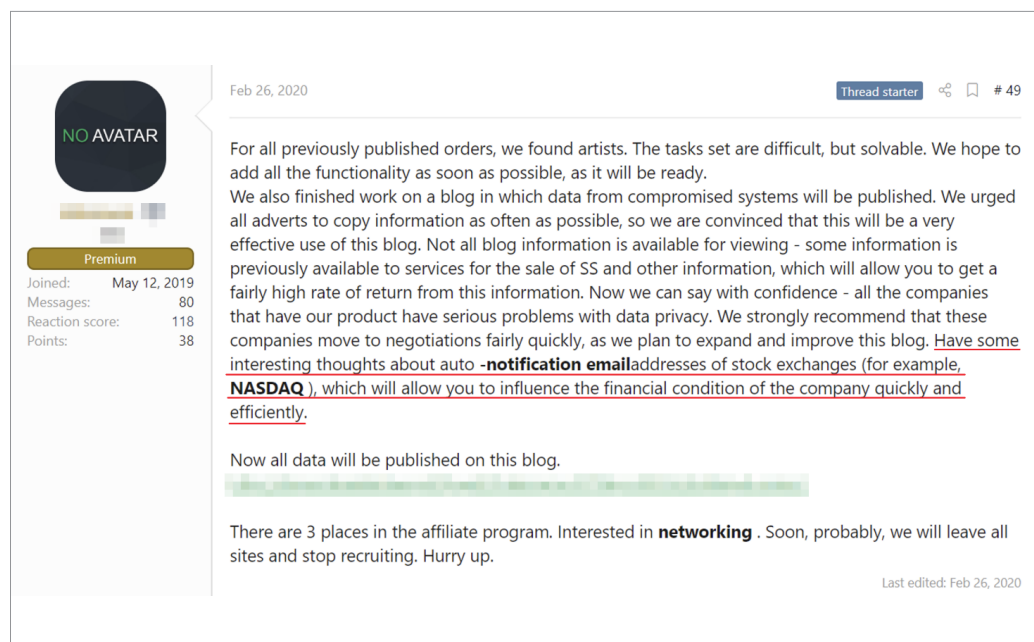 NO AVATAR
Premium
Joined: May 12, 2019
Messages: 80
Reaction score: 118
Points: 38
Feb 26, 2020
Thread starter
# 49
For all previously published orders, we found artists. The tasks set are difficult, but solvable. We hope to
add all the functionality as soon as possible, as it will be ready.
We also finished work on a blog in which data from compromised systems will be published. We urged
all adverts to copy information as often as possible, so we are convinced that this will be a very
effective use of this blog. Not all blog information is available for viewing - some information is
previously available to services for the sale of SS and other information, which will allow you to get a
fairly high rate of return from this information. Now we can say with confidence - all the companies
that have our product have serious problems with data privacy. We strongly recommend that these
companies move to negotiations fairly quickly, as we plan to expand and improve this blog. Have some
interesting thoughts about auto -notification emailaddresses of stock exchanges (for example,
NASDAQ ), which will allow you to influence the financial condition of the company quickly and
efficiently.
Now all data will be published on this blog.
There are 3 places in the affiliate program. Interested in networking . Soon, probably, we will leave all
sites and stop recruiting. Hurry up.
Last edited: Feb 26, 2020